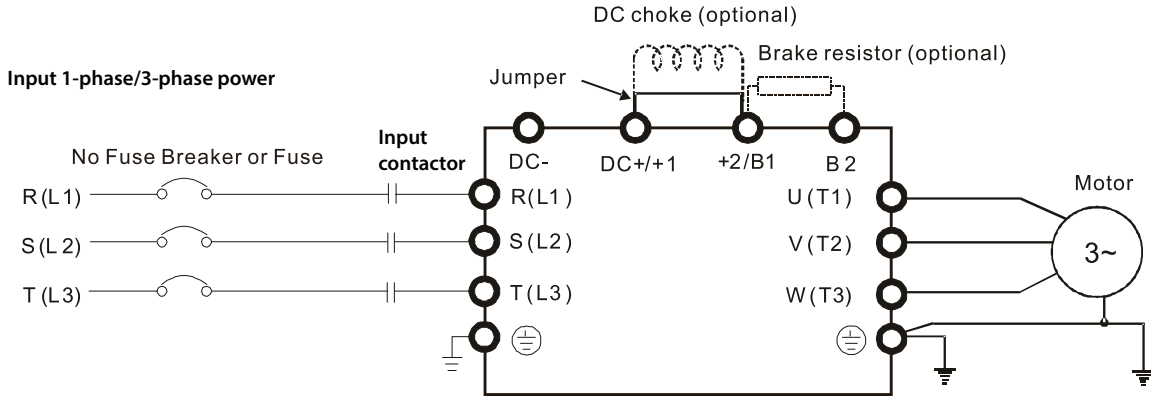 DC choke (optional)
Brake resistor (optional)
Input 1-phase/3-phase power
Jumper
Input
contactor
No Fuse Breaker or Fuse
DC-
DC+/+1
+2/B1
B2
R(L1)
R(L1)
U(T1)
Motor
S(L2)
S(L2)
V(T2)
3~
T(L3)
T(L3)
W(T3)